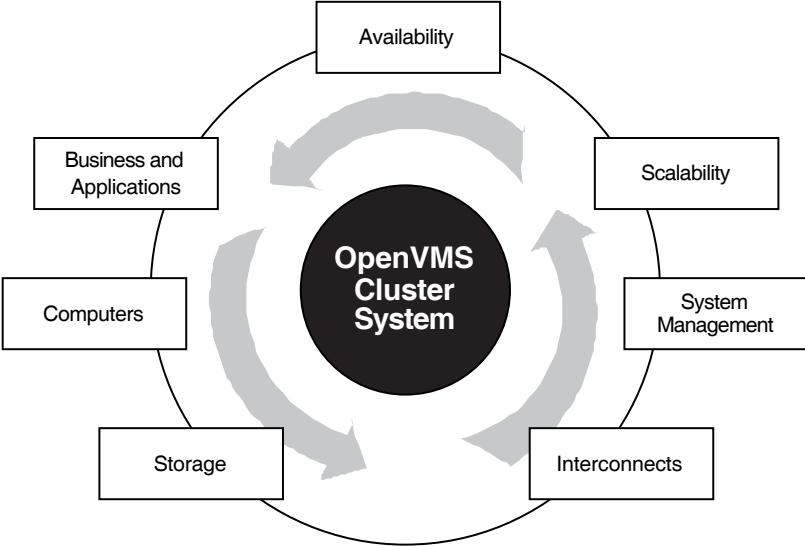 Availability
Business and
Applications
Scalability
OpenVMS
Cluster
System
Computers
System
Management
Storage
Interconnects